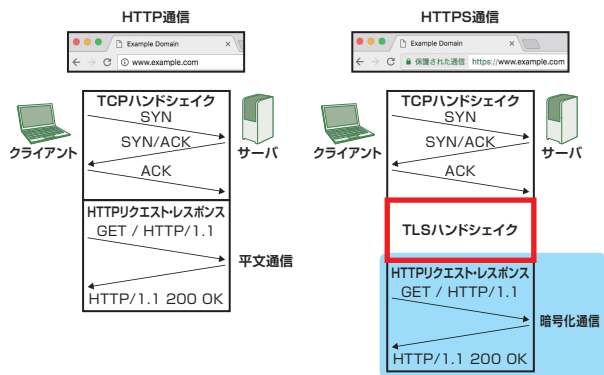 HTTP通信
Example Domain
www.example.com
TCPハンドシェイク
SYN
SYN/ACK
ACK
クライアント
サーバ
HTTPリクエスト・レスポンス
GET / HTTP/1.1
HTTP/1.1 200 OK
平文通信
HTTPS通信
Example Domain
保護された通信 https://www.example.com
TCPハンドシェイク
SYN
SYN/ACK
ACK
クライアント
サーバ
TLSハンドシェイク
HTTPリクエスト・レスポンス
GET / HTTP/1.1
HTTP/1.1 200 OK
暗号化通信